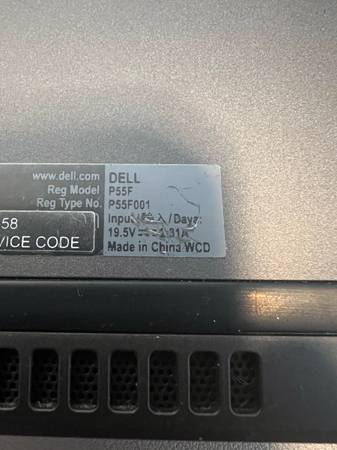 www.dell.com DELL
Reg Model P55F
Reg Type No. P55F001
58 Input
VICE CODE 19.5V
Made in China WCD